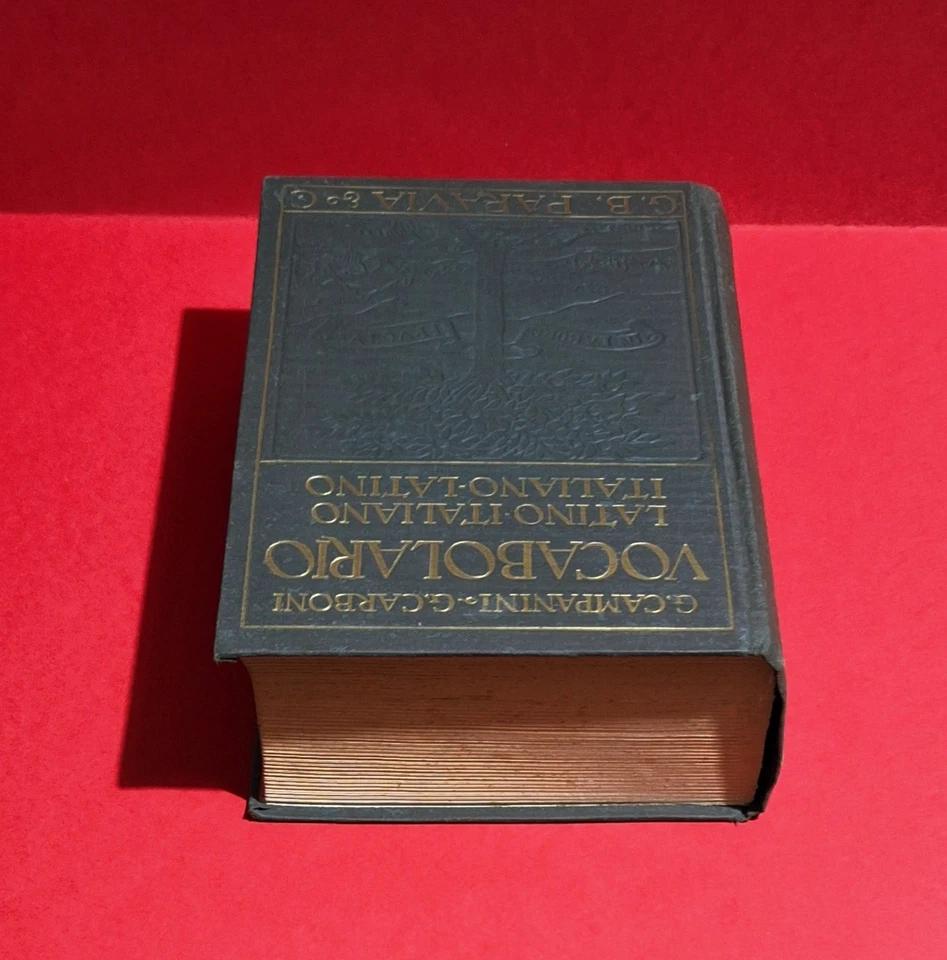 G.CAMPANINI~G.CARBONI
VOCABOLARIO
LATINO·ITALIANO
ITALIANO·LATINO
G. B. PARAVIA & C.